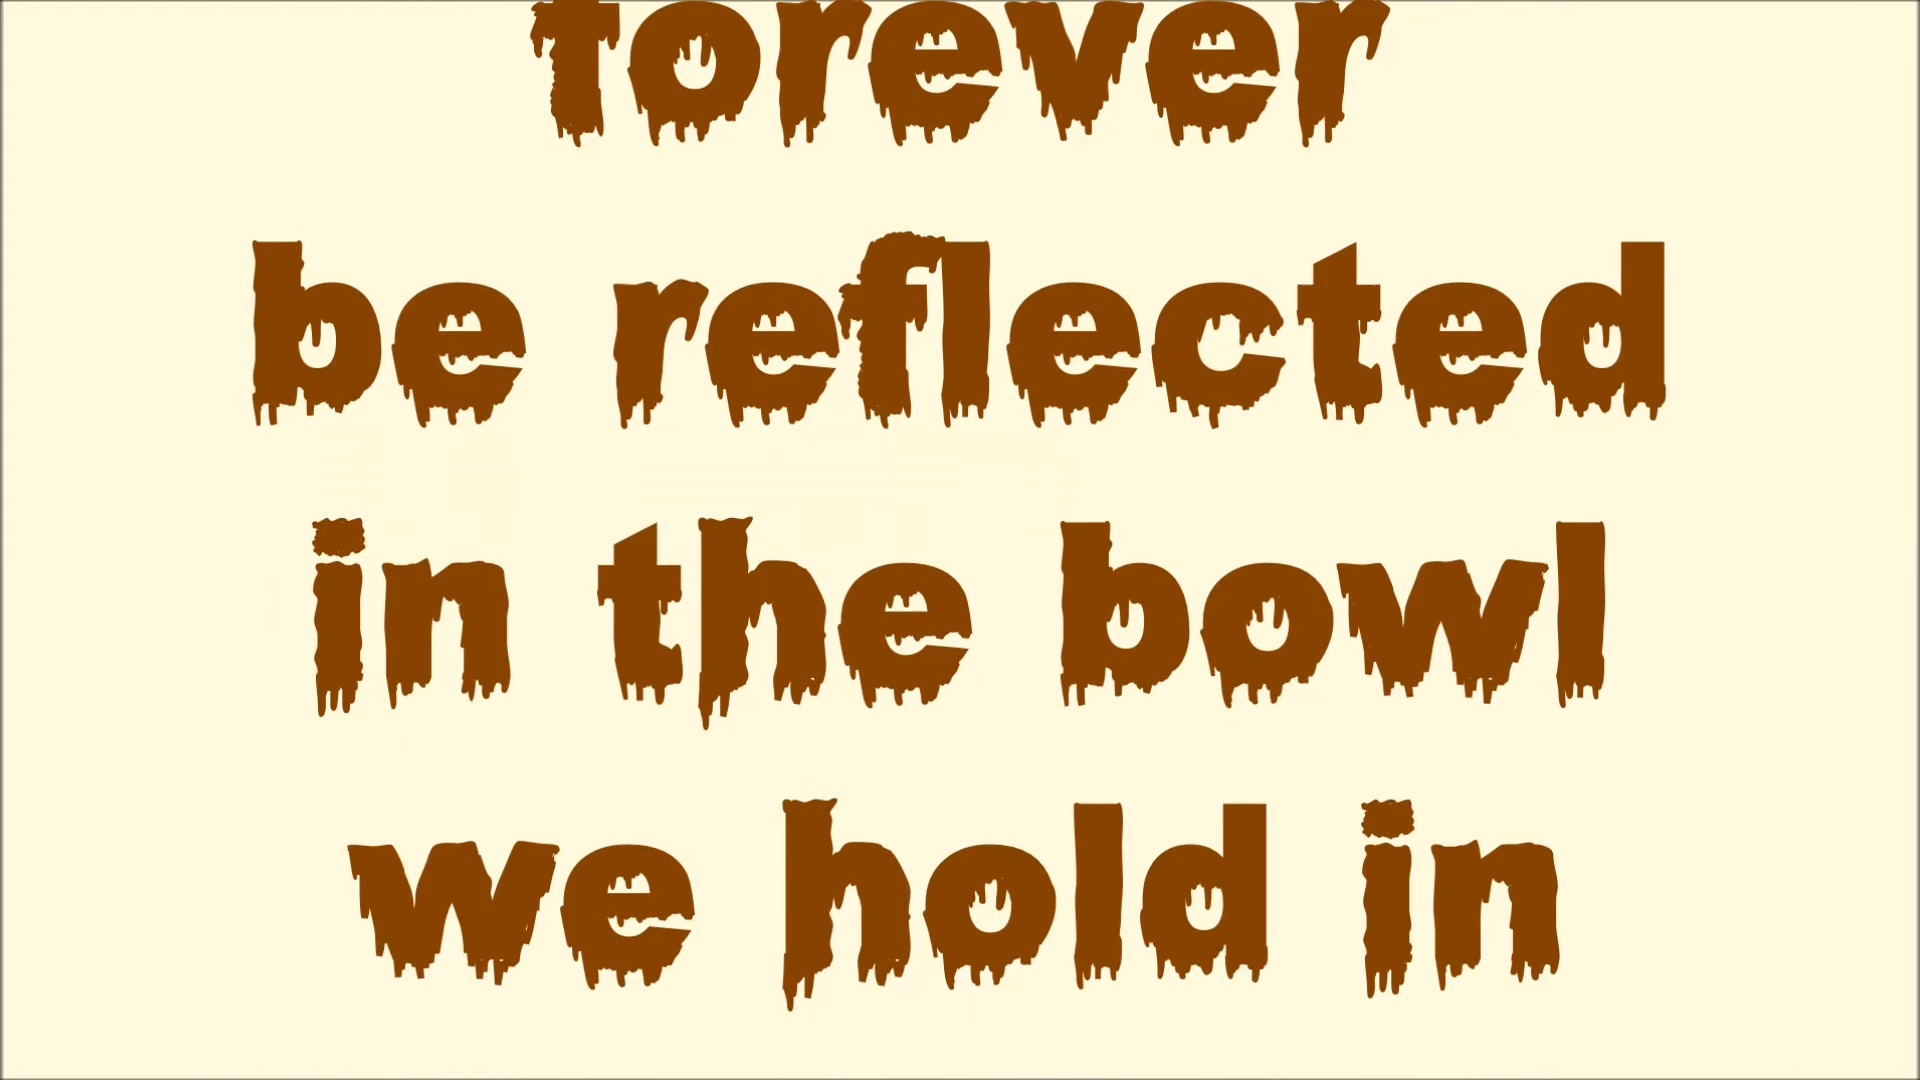 forever
be reflected
in the bowl
we hold in